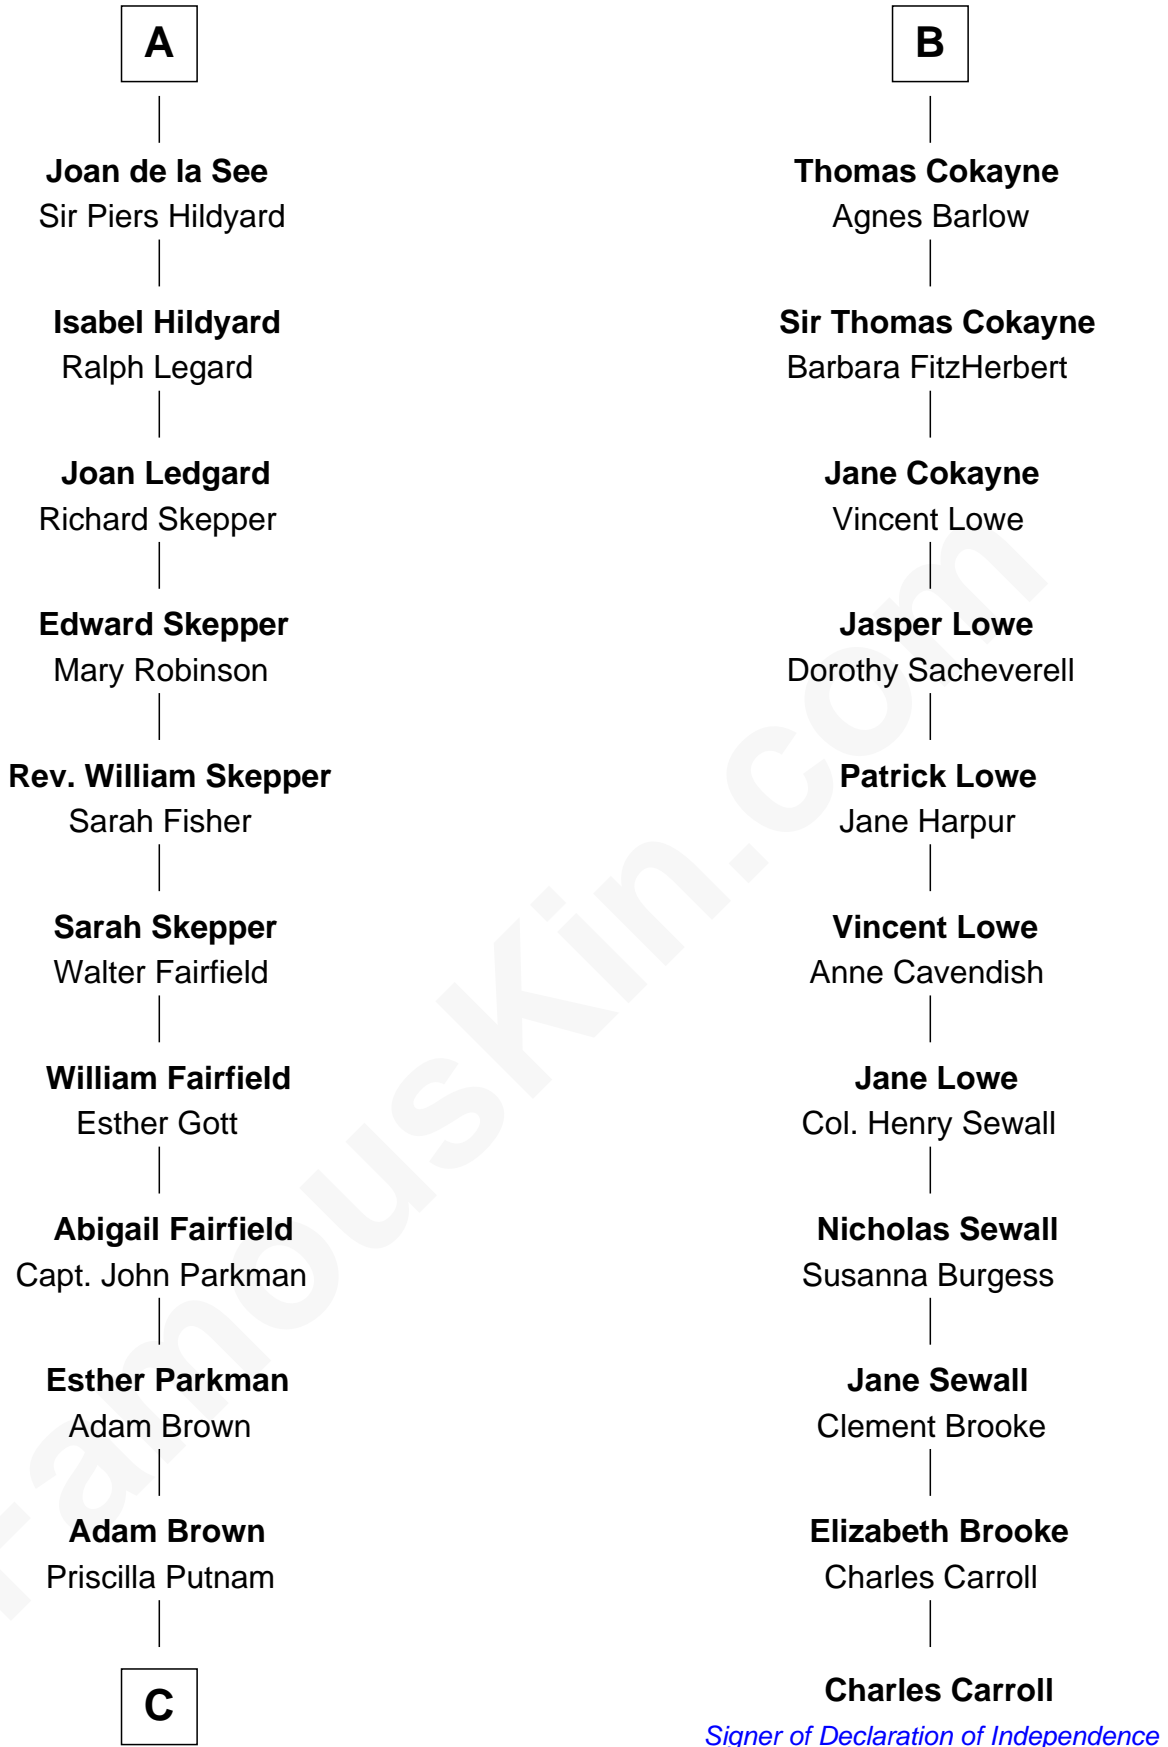 A
Joan de la See
Sir Piers Hildyard
Isabel Hildyard
Ralph Legard
Joan Ledgard
Richard Skepper
Edward Skepper
Mary Robinson
Rev. William Skepper
Sarah Fisher
Sarah Skepper
Walter Fairfield
William Fairfield
Esther Gott
Abigail Fairfield
Capt. John Parkman
Esther Parkman
Adam Brown
Adam Brown
Priscilla Putnam
C
B
Thomas Cokayne
Agnes Barlow
Sir Thomas Cokayne
Barbara FitzHerbert
Jane Cokayne
Vincent Lowe
Jasper Lowe
Dorothy Sacheverell
Patrick Lowe
Jane Harpur
Vincent Lowe
Anne Cavendish
Jane Lowe
Col. Henry Sewall
Nicholas Sewall
Susanna Burgess
Jane Sewall
Clement Brooke
Elizabeth Brooke
Charles Carroll
Charles Carroll
Signer of Declaration of Independence
FamousKin.com